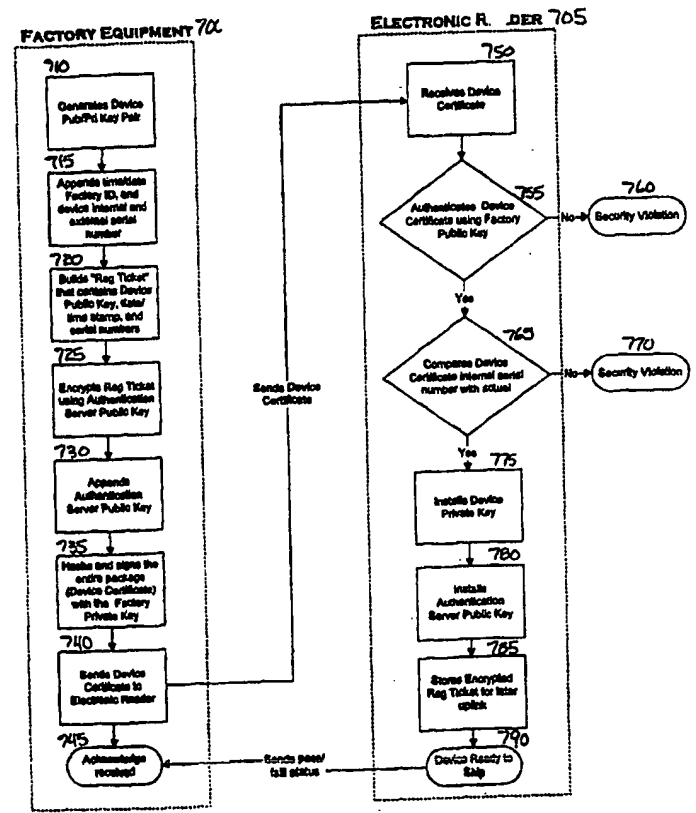 FACTORY EQUIPMENT 70
710
Generates Device
Pub/Pri Key Pair
715
Appends time/date
Factory ID, and
device internal and
external serial
number
720
Builds "Reg Ticket"
that contains Device
Public Key, date/
time stamp, and
serial numbers
725
Encrypts Reg Ticket
using Authentication
Server Public Key
730
Appends
Authentication
Server Public Key
735
Hashs and signs the
entire package
(Device Certificate)
with the Factory
Private Key
740
Sends Device
Certificate to
Electronic Reader
745
Acknowledge
received
Sends Device
Certificate
Sends pass/
fail status
ELECTRONIC R DER 705
750
Receives Device
Certificate
755
Authenticates Device
Certificate using Factory
Public Key
No
760
Security Violation
Yes
765
Compares Device
Certificate internal serial
number with actual
No
770
Security Violation
Yes
775
Installs Device
Private Key
780
Installs
Authentication
Server Public Key
785
Stores Encrypted
Reg Ticket for later
uplink
790
Device Ready to
Ship